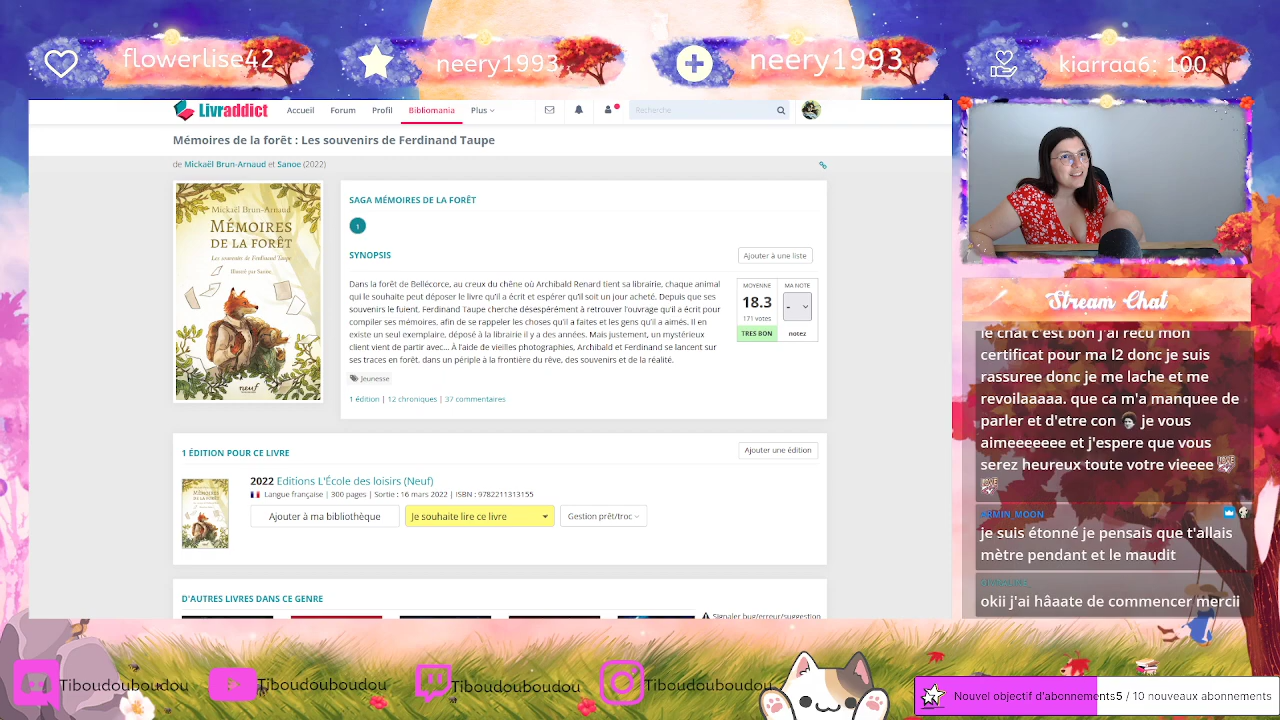 flowerlise42
neery1993
neery1993
kiarraa6: 100
Livraddict Accueil Forum Profil Bibliomania Plus Recherche
Mémoires de la forêt : Les souvenirs de Ferdinand Taupe
de Mickaël Brun-Arnaud et Sanoe (2022)
Mickaël Brun-Arnaud
MÉMOIRES
DE LA FORÊT
Les souvenirs de Ferdinand Taupe
Illustré par Sanoe
neuf
SAGA MÉMOIRES DE LA FORÊT
1
SYNOPSIS
Ajouter à une liste
Dans la forêt de Bellécorce, au creux du chêne où Archibald Renard tient sa librairie, chaque animal
qui le souhaite peut déposer le livre qu'il a écrit et espérer qu'il soit un jour acheté. Depuis que ses
souvenirs le fuient, Ferdinand Taupe cherche désespérément à retrouver l'ouvrage qu'il a écrit pour
compiler ses mémoires, afin de se rappeler les choses qu'il a faites et les gens qu'il a aimés. Il en
existe un seul exemplaire, déposé à la librairie il y a des années. Mais justement, un mystérieux
client vient de partir avec... À l'aide de vieilles photographies, Archibald et Ferdinand se lancent sur
ses traces en forêt, dans un périple à la frontière du rêve, des souvenirs et de la réalité.
MOYENNE
18.3
171 votes
TRES BON
MA NOTE
-
notez
Jeunesse
1 édition | 12 chroniques | 37 commentaires
1 ÉDITION POUR CE LIVRE
Ajouter une édition
2022 Editions L'École des loisirs (Neuf)
Langue française | 300 pages | Sortie : 16 mars 2022 | ISBN : 9782211313155
Ajouter à ma bibliothèque
Je souhaite lire ce livre
Gestion prêt/troc
MÉMOIRES
DE LA FORÊT
D'AUTRES LIVRES DANS CE GENRE
Signaler bug/erreur/suggestion
Stream Chat
le chat c'est bon j'ai recu mon
certificat pour ma l2 donc je suis
rassuree donc je me lache et me
revoilaaaaa. que ca m'a manquee de
parler et d'etre con je vous
aimeeeeeee et j'espere que vous
serez heureux toute votre vieeee
ARMIN_MOON
je suis étonné je pensais que t'allais
mètre pendant et le maudit
okii j'ai hâaate de commencer mercii
Tiboudouboudou
Tiboudouboudou
Tiboudouboudou
Tiboudouboudou
Nouvel objectif d'abonnements5 / 10 nouveaux abonnements